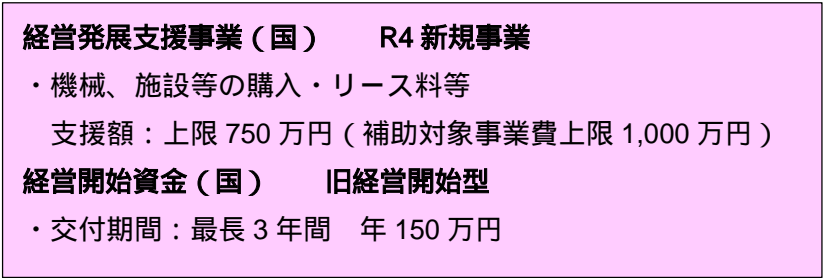 経営発展支援事業（国）　　R4 新規事業
・機械、施設等の購入・リース料等
　支援額：上限 750 万円（補助対象事業費上限 1,000 万円）
経営開始資金（国）　　旧経営開始型
・交付期間：最長 3 年間　年 150 万円